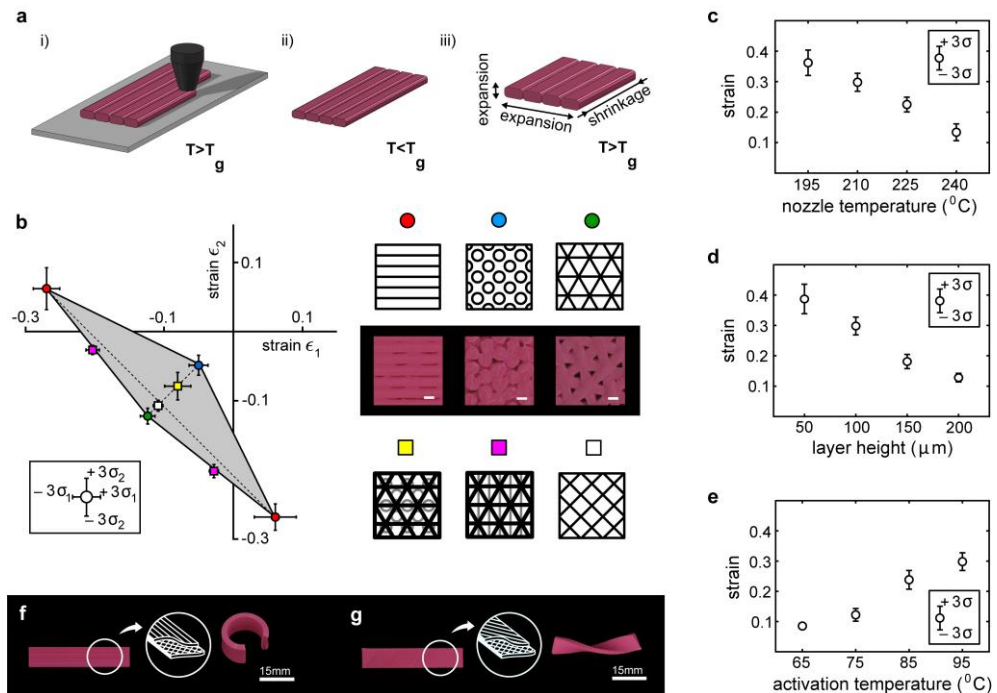 a
i)
ii)
iii)
expansion
expansion
shrinkage
T>Tg
T<Tg
T>Tg
b
strain ϵ2
0.1
-0.3
-0.1
0.1
strain ϵ1
-0.1
-0.3
+ 3σ2
- 3σ1
+ 3σ1
- 3σ2
c
strain
0.4
0.3
0.2
0.1
+ 3σ
- 3σ
195 210 225 240
nozzle temperature (⁰C)
d
strain
0.4
0.3
0.2
0.1
+ 3σ
- 3σ
50 100 150 200
layer height (μm)
e
strain
0.4
0.3
0.2
0.1
+ 3σ
- 3σ
65 75 85 95
activation temperature (⁰C)
f
15mm
g
15mm